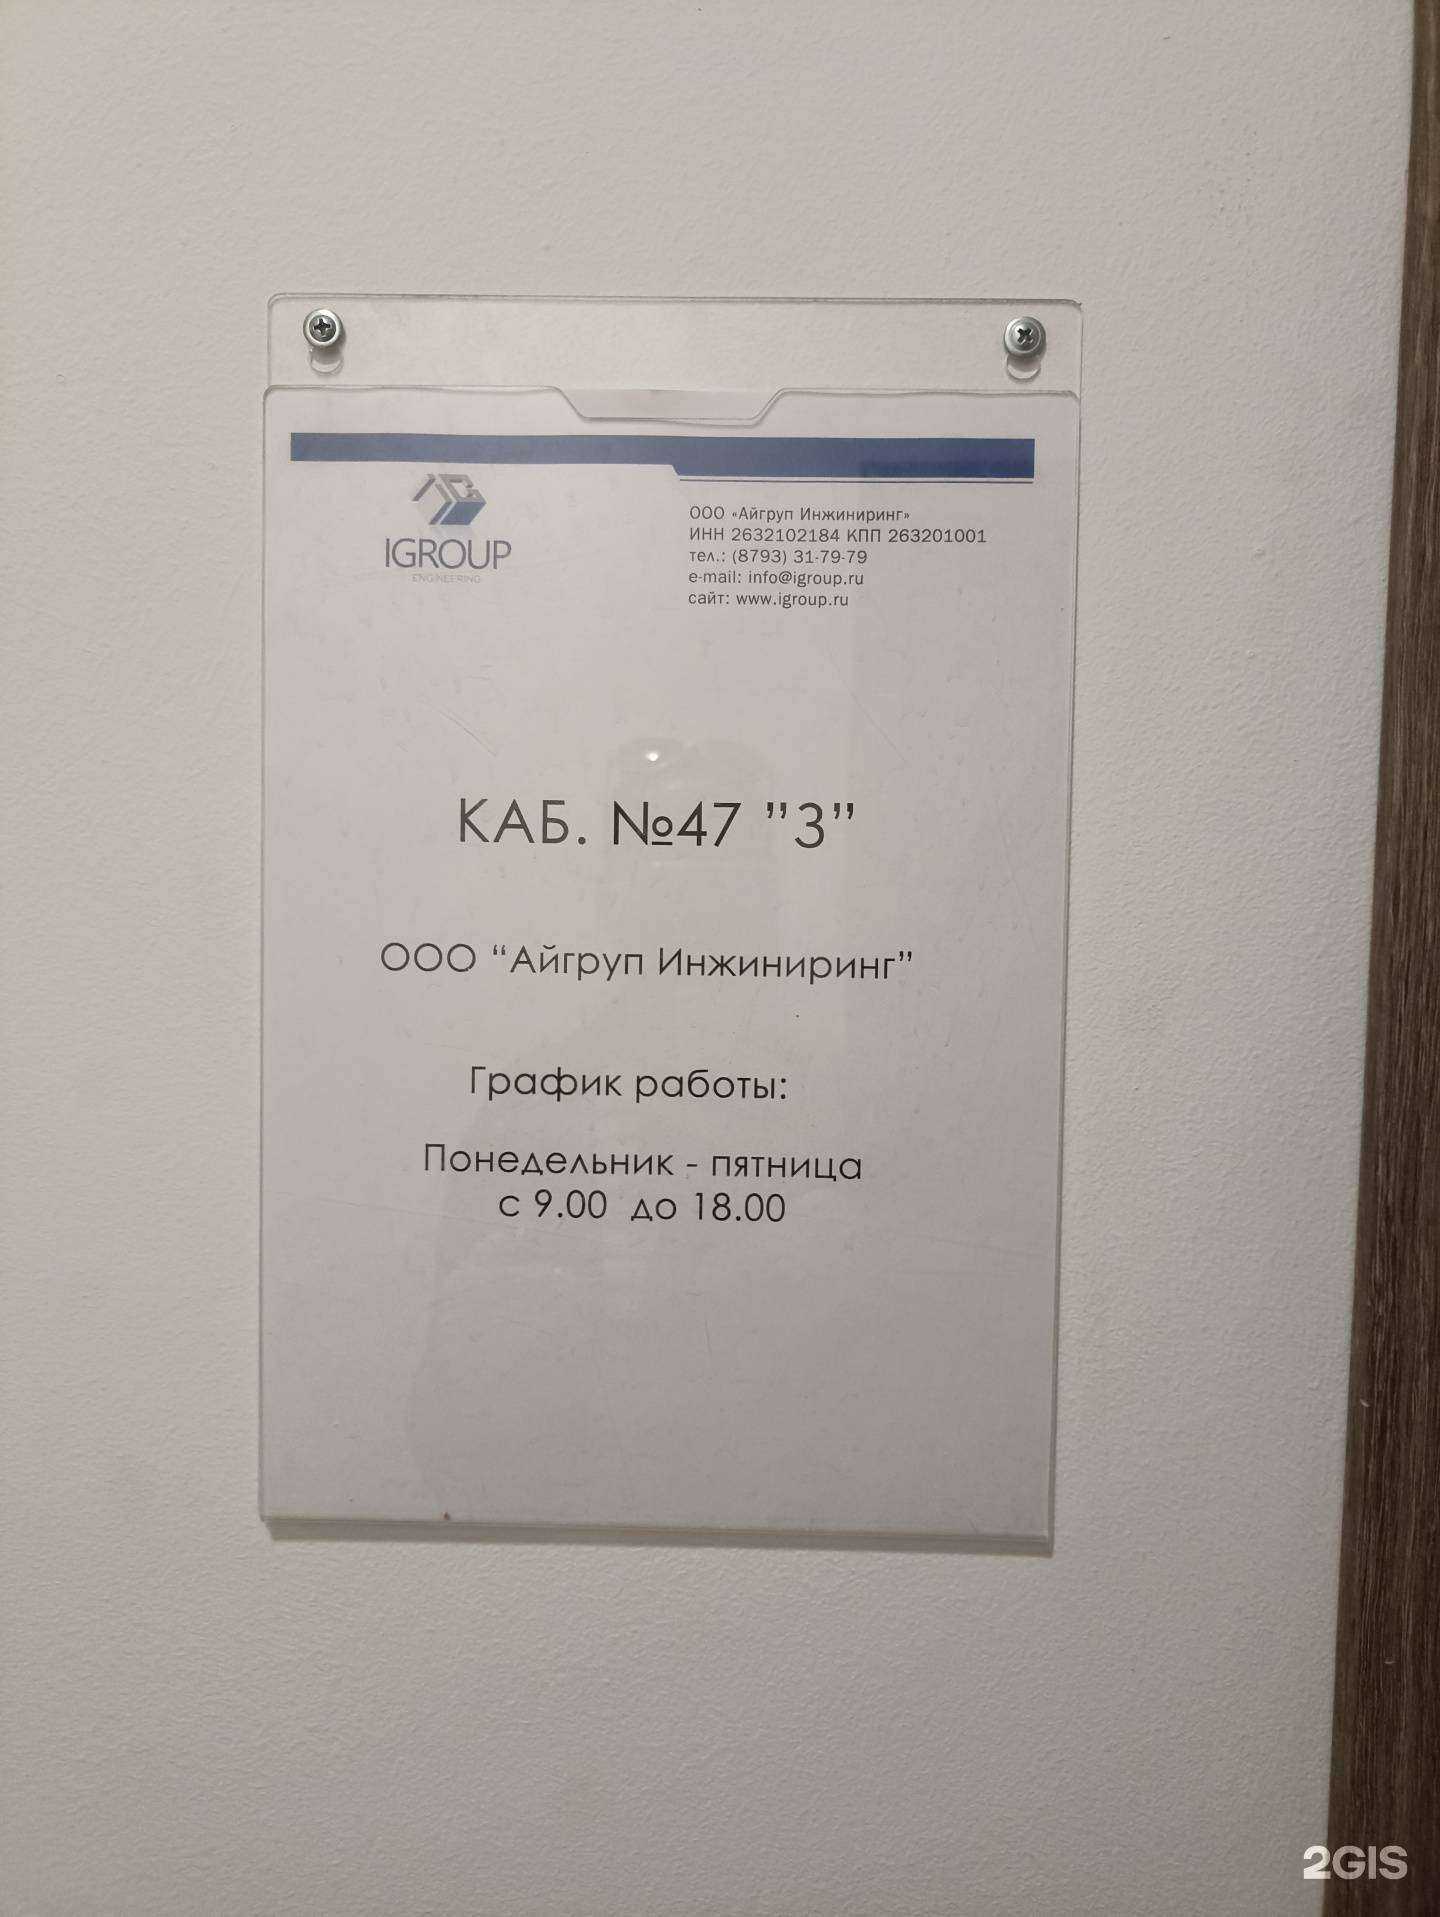 IGROUP
ENGINEERING
ООО «Айгруп Инжиниринг»
ИНН 2632102184 КПП 263201001
тел.: (8793) 31-79-79
e-mail: info@igroup.ru
сайт: www.igroup.ru
КАБ. №47 "З"
ООО “Айгруп Инжиниринг”
График работы:
Понедельник - пятница
с 9.00 до 18.00
2GIS